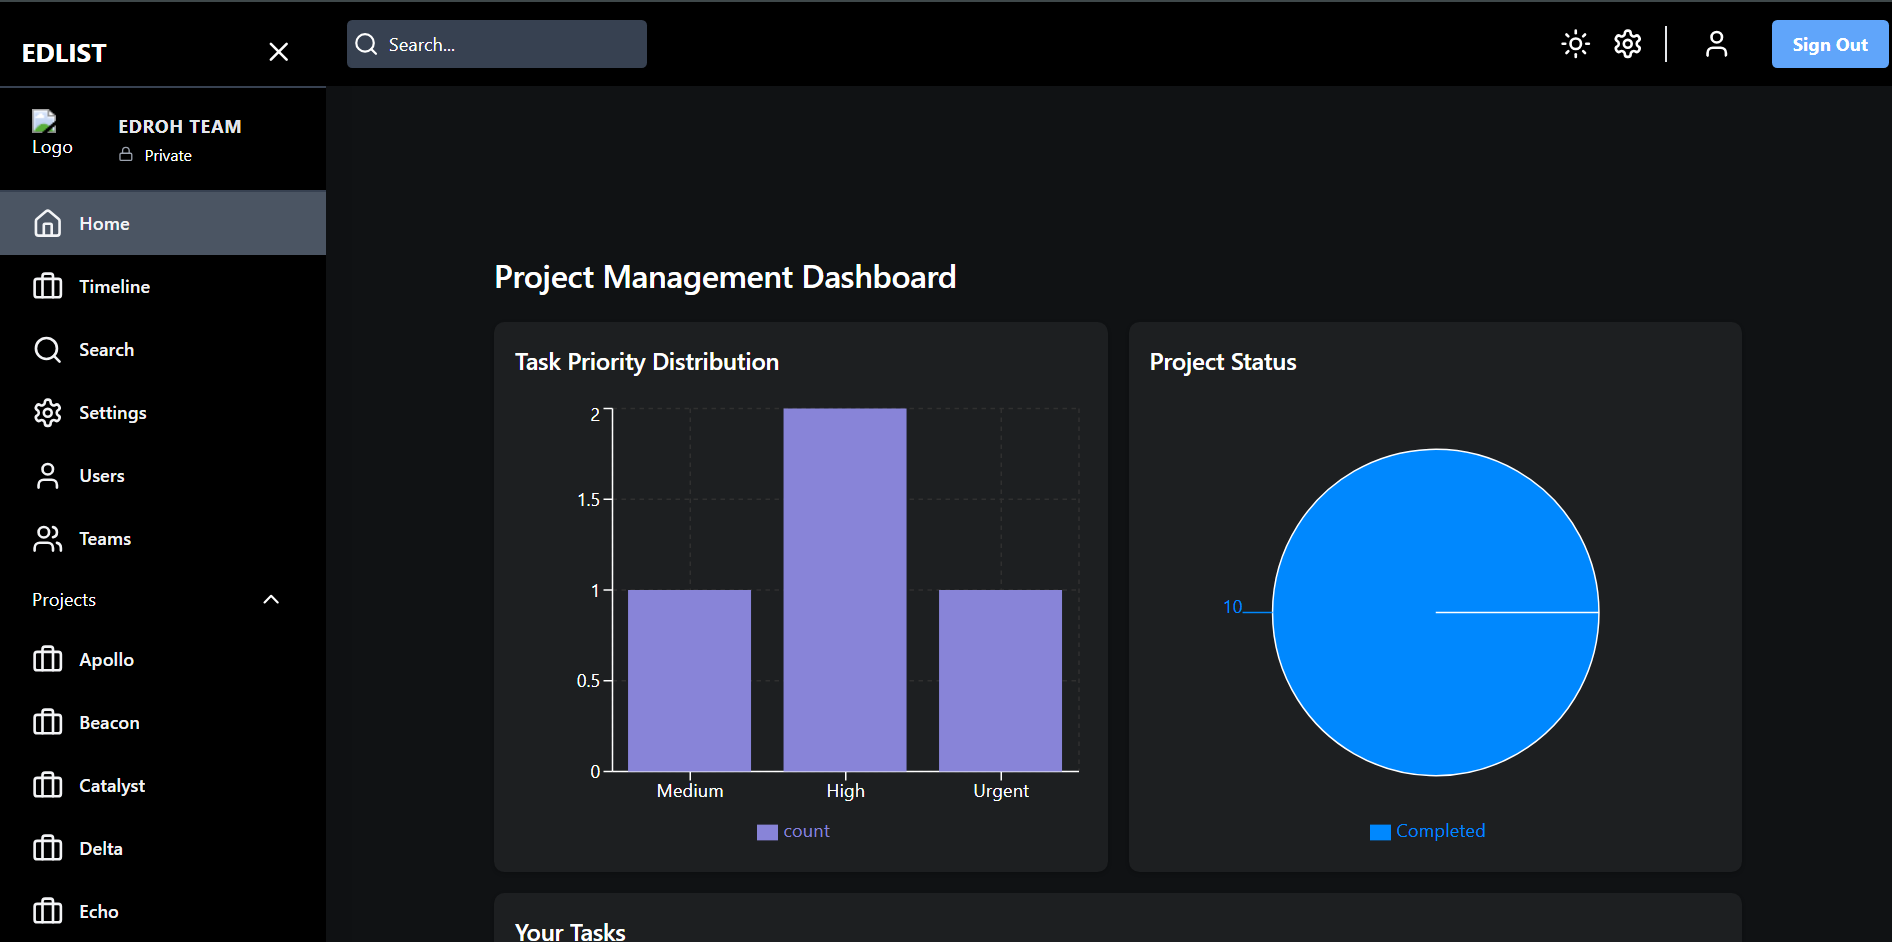 EDLIST
Search...
Sign Out
Logo
EDROH TEAM
Private
Home
Timeline
Search
Settings
Users
Teams
Projects
Apollo
Beacon
Catalyst
Delta
Echo
Project Management Dashboard
Task Priority Distribution
2
1.5
1
0.5
0
Medium High Urgent
count
Project Status
10
Completed
Your Tasks